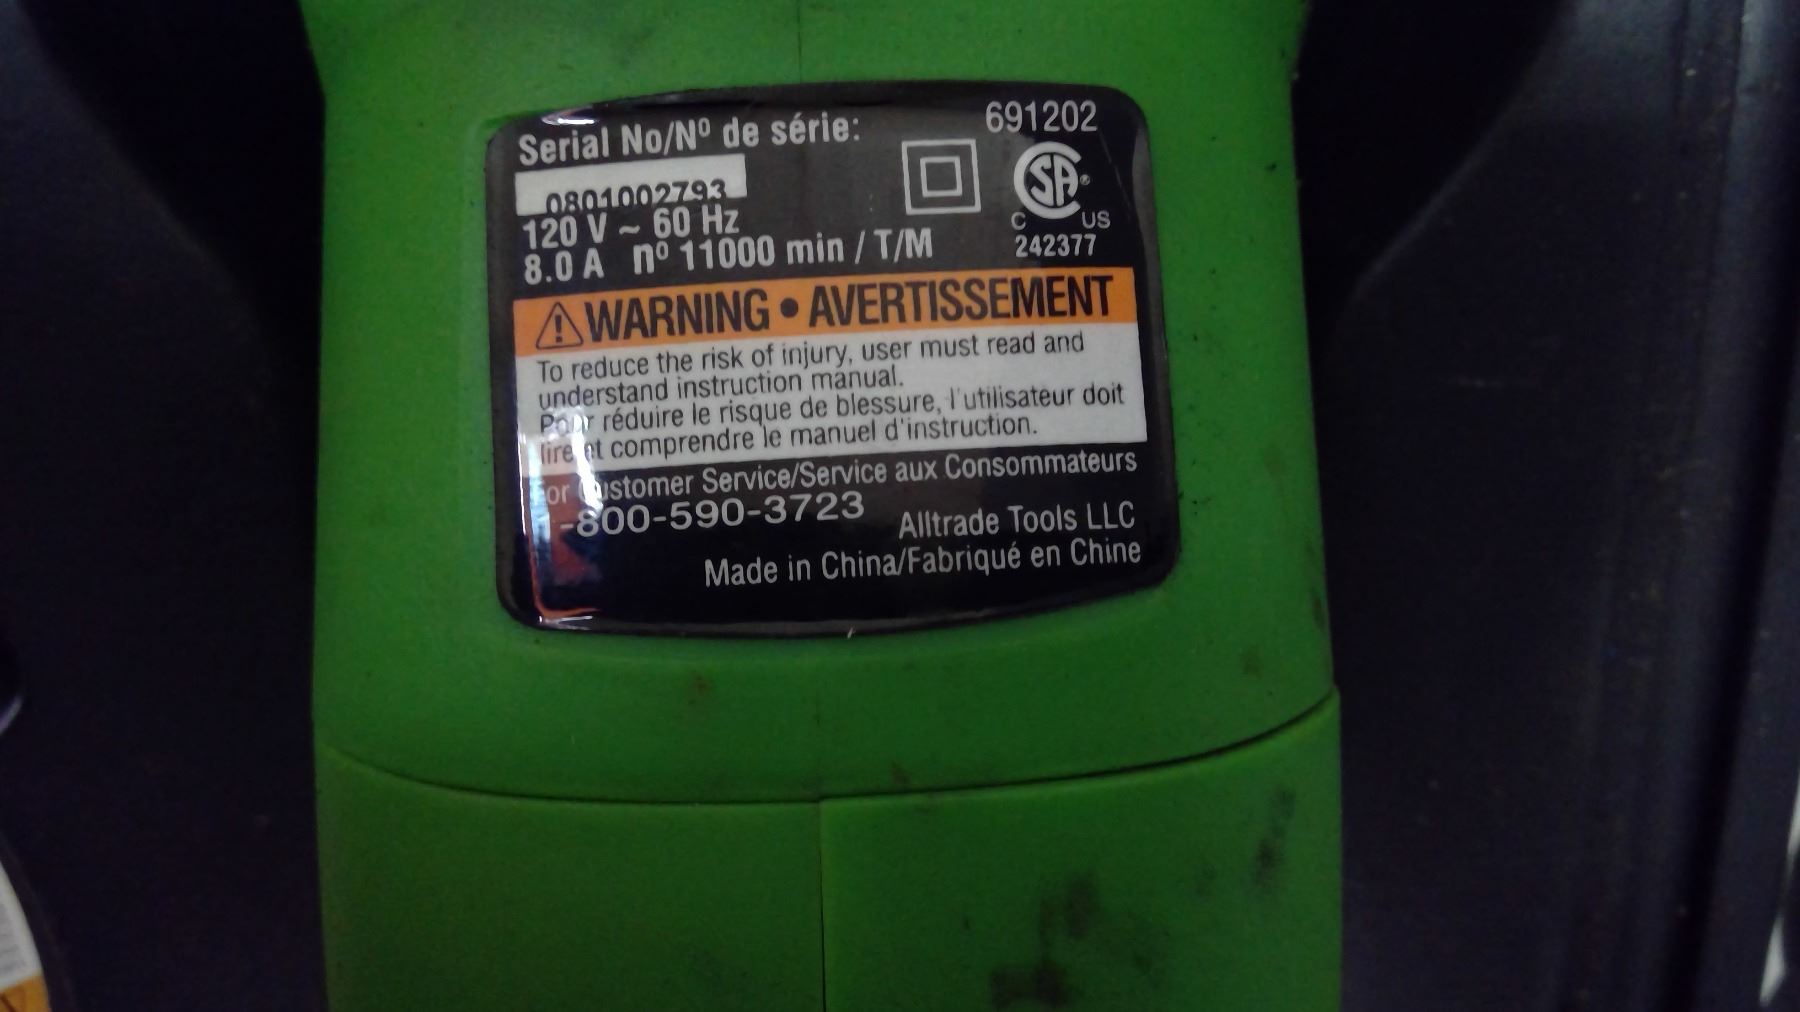 691202
Serial No/Nº de série:
0801002793
120 V ~ 60 Hz
8.0 A nº 11000 min / T/M
SA®
C US
242377
WARNING • AVERTISSEMENT
To reduce the risk of injury, user must read and
understand instruction manual.
Pour réduire le risque de blessure, l'utilisateur doit
lire et comprendre le manuel d'instruction.
For Customer Service/Service aux Consommateurs
-800-590-3723
Alltrade Tools LLC
Made in China/Fabriqué en Chine